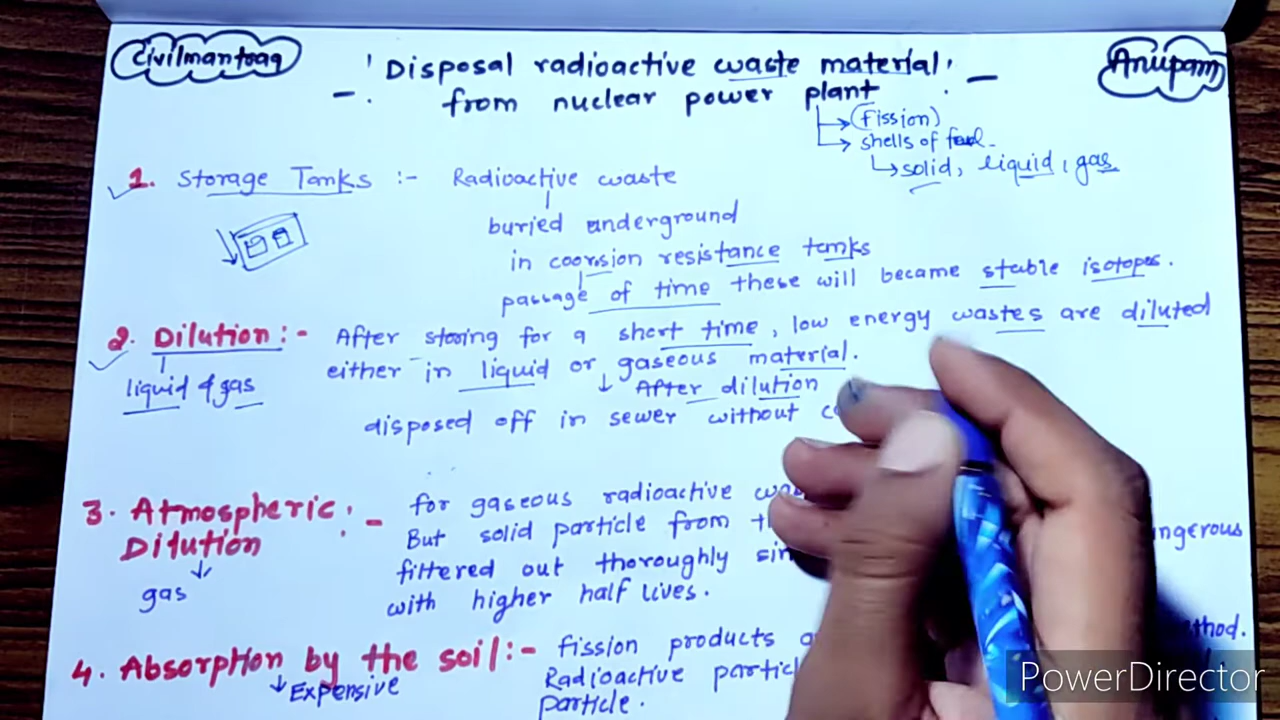 Civilmantraa
'Disposal radioactive waste material'
Anupam
from nuclear power plant
(fission)
shells of fuel
solid, liquid, gas
1. Storage Tanks :- Radioactive waste
buried underground
in coorsion resistance tanks
passage of time these will became stable isotopes.
2. Dilution :- After storing for a short time, low energy wastes are diluted
either in liquid or gaseous material.
liquid & gas
After dilution
disposed off in sewer without
3. Atmospheric :- for gaseous radioactive
Dilution
But solid particle from
filtered out thoroughly
with higher half lives.
gas
4. Absorption by the soil :- fission products
Expensive
Radioactive
particle.
PowerDirector